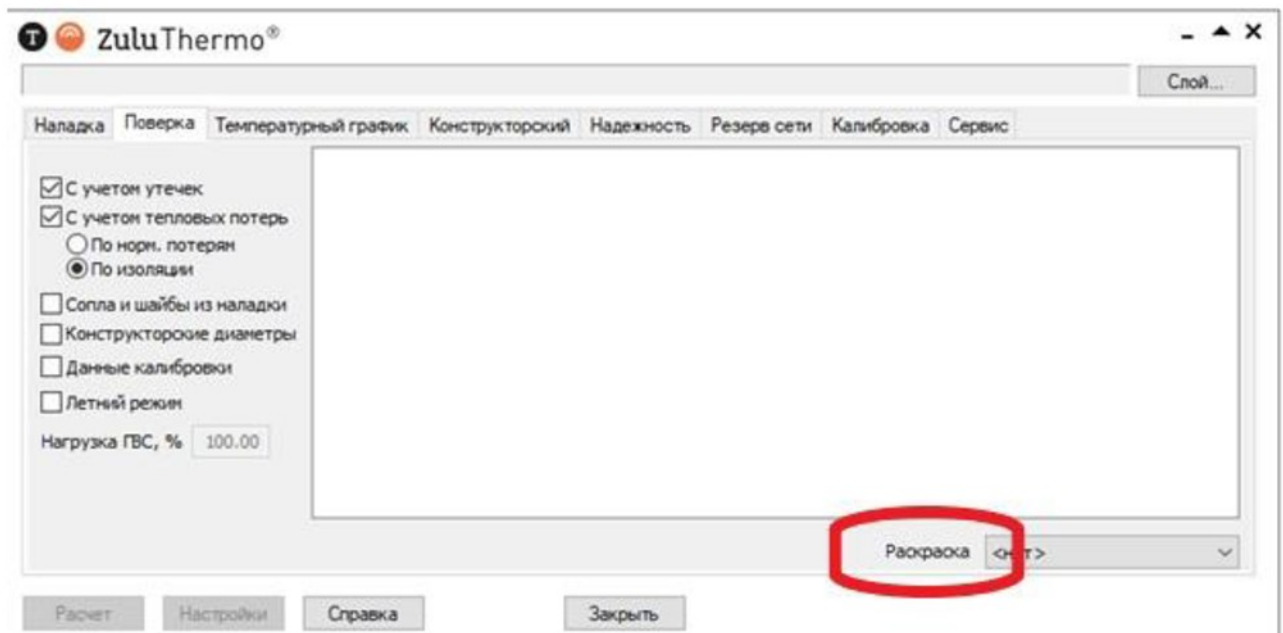 ZuluThermo®
Слой...
Наладка Поверка Температурный график Конструкторский Надежность Резерв сети Калибровка Сервис
С учетом утечек
С учетом тепловых потерь
По норм. потерям
По изоляции
Сопла и шайбы из наладки
Конструкторские диаметры
Данные калибровки
Летний режим
Нагрузка ГВС, % 100.00
Раскраска <нет>
Расчет Настройки Справка Закрыть